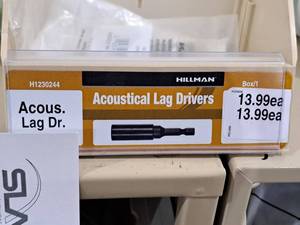 H1230244
HILLMAN
Box/1
Acous.
Lag Dr.
Acoustical Lag Drivers
13.99ea
13.99ea